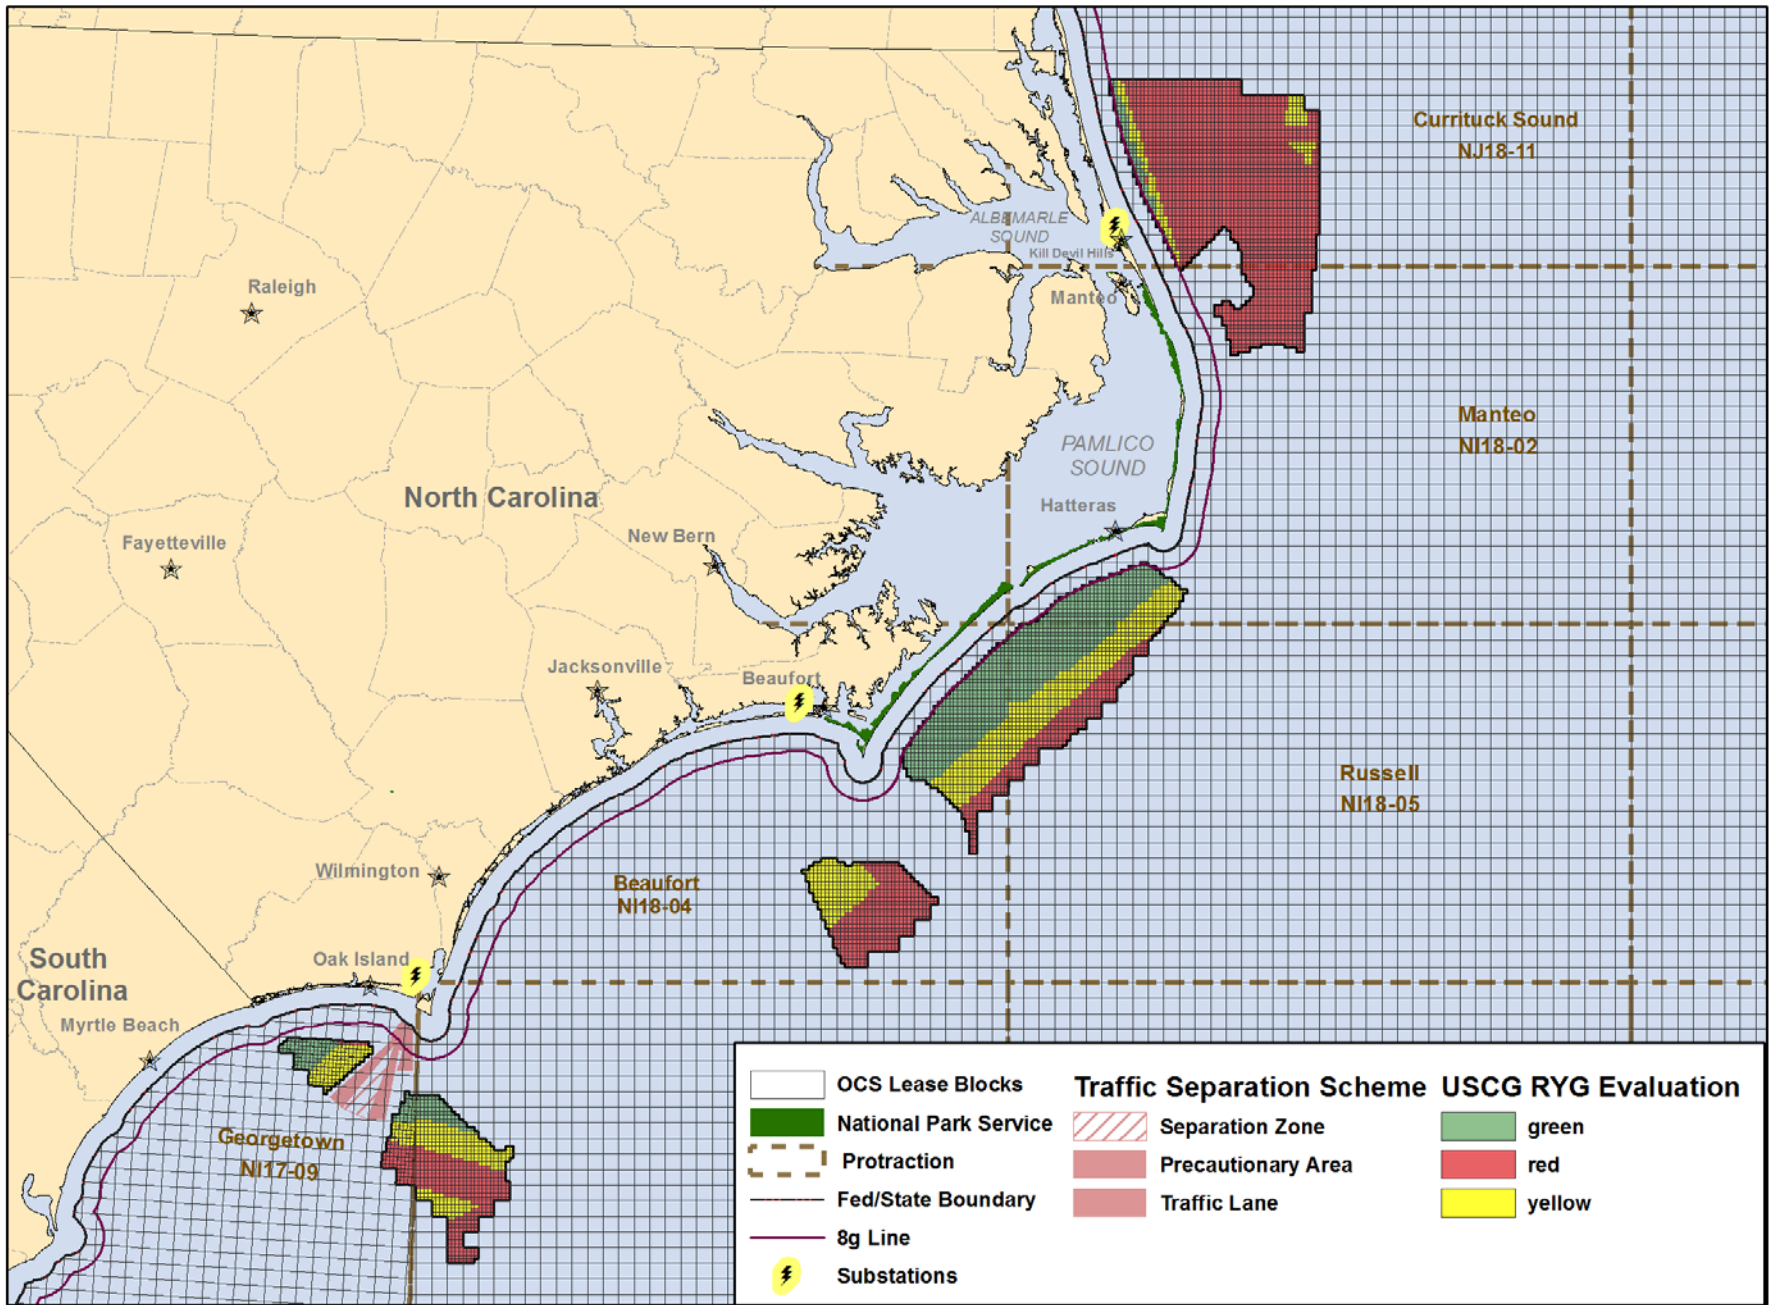 Currituck Sound
NJ18-11
ALBEMARLE
SOUND
Kill Devil Hills
Manteo
Raleigh
Manteo
NI18-02
PAMLICO
SOUND
North Carolina
Hatteras
Fayetteville
New Bern
Jacksonville
Beaufort
Russell
NI18-05
Wilmington
Beaufort
NI18-04
South
Carolina
Oak Island
Myrtle Beach
Georgetown
NI17-09
OCS Lease Blocks
National Park Service
Protraction
Fed/State Boundary
8g Line
Substations
Traffic Separation Scheme
Separation Zone
Precautionary Area
Traffic Lane
USCG RYG Evaluation
green
red
yellow